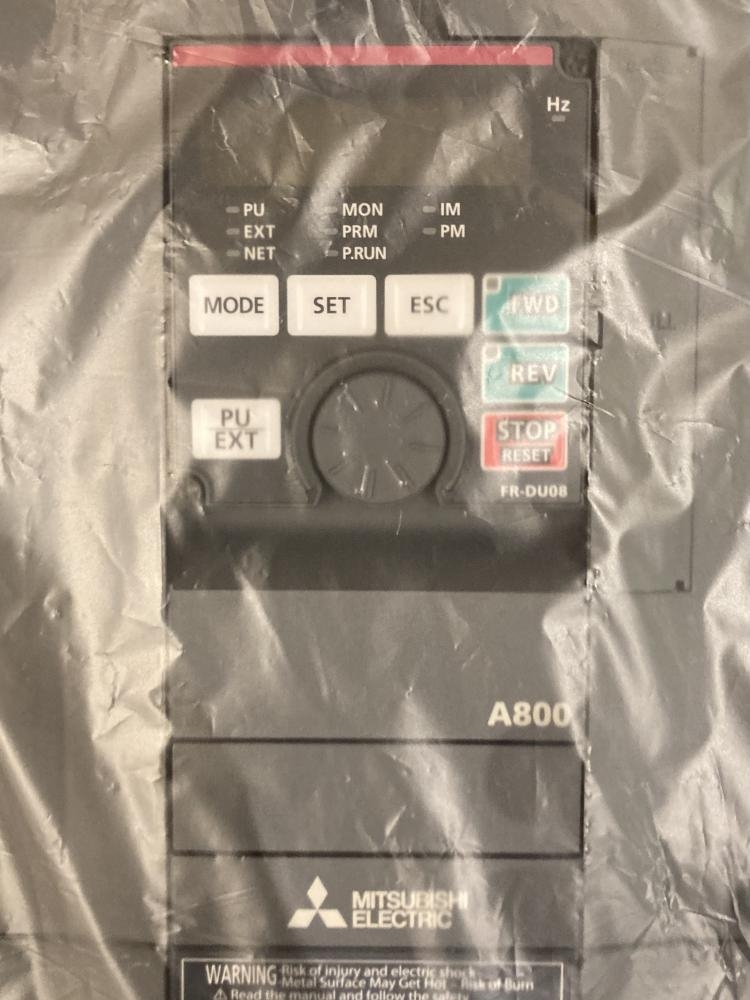 Hz
PU MON IM
EXT PRM PM
NET P.RUN
MODE SET ESC FWD
REV
PU
EXT
STOP
RESET
FR-DU08
A800
MITSUBISHI
ELECTRIC
WARNING Risk of injury and electric shock
Metal Surface May Get Hot - Risk of Burn
Read the manual and follow the safety